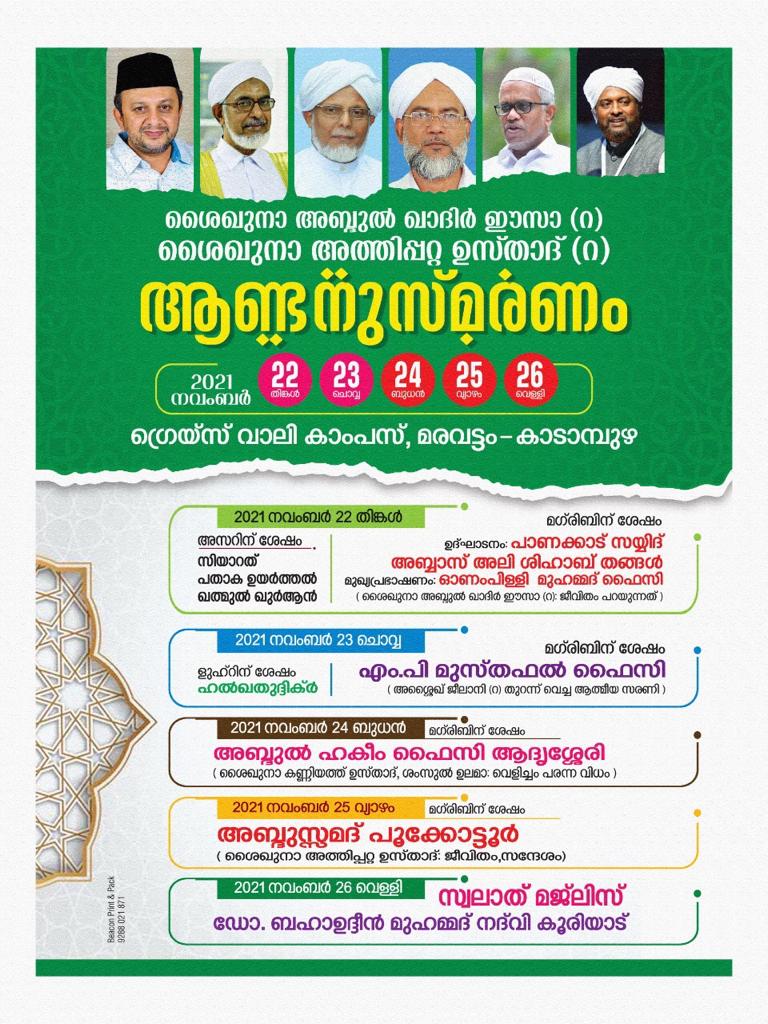 ശൈഖുനാ അബ്ദുൽ ഖാദിർ ഈസാ (റ)
ശൈഖുനാ അത്തിപ്പറ്റ ഉസ്താദ് (റ)
ആണ്ടനുസ്മരണം
2021
നവംബർ
22 തിങ്കൾ
23 ചൊവ്വ
24 ബുധൻ
25 വ്യാഴം
26 വെള്ളി
ഗ്രെയ്സ് വാലി കാംപസ്, മരവട്ടം – കാടാമ്പുഴ
2021 നവംബർ 22 തിങ്കൾ
അസറിന് ശേഷം
സിയാറത്
പതാക ഉയർത്തൽ
ഖത്മുൽ ഖുർആൻ
മഗ്‌രിബിന് ശേഷം
ഉദ്ഘാടനം: പാണക്കാട് സയ്യിദ്
അബ്ബാസ് അലി ശിഹാബ് തങ്ങൾ
മുഖ്യപ്രഭാഷണം: ഓണംപിള്ളി മുഹമ്മദ് ഫൈസി
( ശൈഖുനാ അബ്ദുൽ ഖാദിർ ഈസാ (റ): ജീവിതം പറയുന്നത് )
2021 നവംബർ 23 ചൊവ്വ
ളുഹ്റിന് ശേഷം
ഹൽഖതുദ്ദിക്ർ
മഗ്‌രിബിന് ശേഷം
എം.പി മുസ്തഫൽ ഫൈസി
( അശ്ശൈഖ് ജീലാനി (റ) തുറന്ന് വെച്ച ആത്മീയ സരണി )
2021 നവംബർ 24 ബുധൻ
മഗ്‌രിബിന് ശേഷം
അബ്ദുൽ ഹകീം ഫൈസി ആദൃശ്ശേരി
( ശൈഖുനാ കണ്ണിയത്ത് ഉസ്താദ്, ശംസുൽ ഉലമാ: വെളിച്ചം പരന്ന വിധം )
2021 നവംബർ 25 വ്യാഴം
മഗ്‌രിബിന് ശേഷം
അബ്ദുസ്സമദ് പൂക്കോട്ടൂർ
( ശൈഖുനാ അത്തിപ്പറ്റ ഉസ്താദ്: ജീവിതം,സന്ദേശം)
2021 നവംബർ 26 വെള്ളി
സ്വലാത് മജ്‌ലിസ്
ഡോ. ബഹാഉദ്ദീൻ മുഹമ്മദ് നദ്‌വി കൂരിയാട്
Beacon Print & Pack
9288 021 871